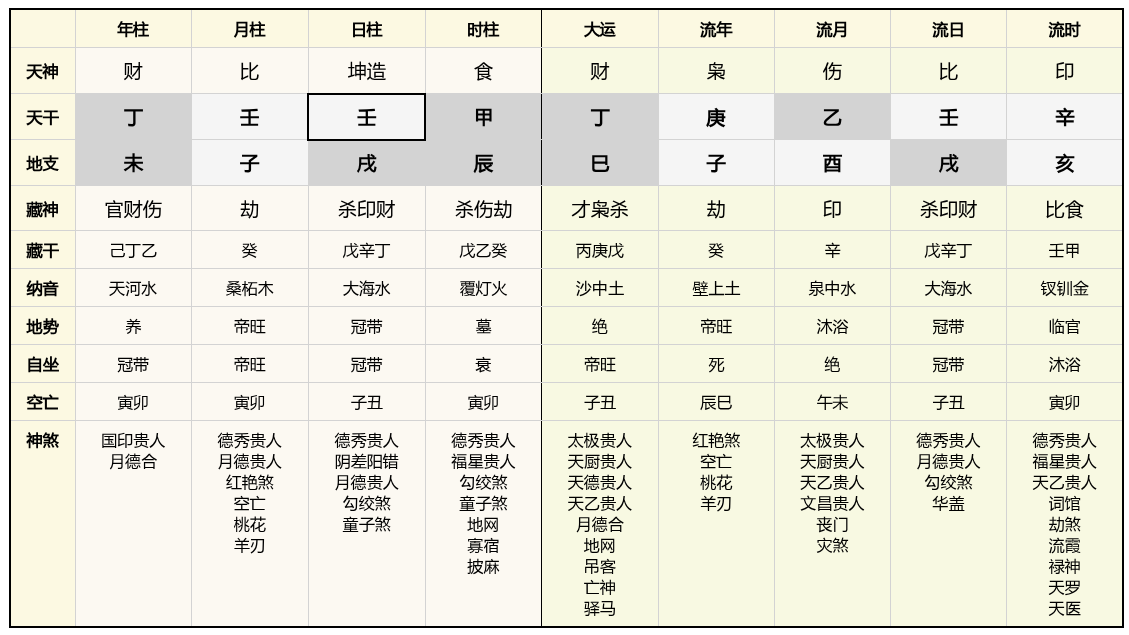 年柱 月柱 日柱 时柱 大运 流年 流月 流日 流时
天神 财 比 坤造 食 财 枭 伤 比 印
天干 丁 壬 壬 甲 丁 庚 乙 壬 辛
地支 未 子 戌 辰 巳 子 酉 戌 亥
藏神 官财伤 劫 杀印财 杀伤劫 才枭杀 劫 印 杀印财 比食
藏干 己丁乙 癸 戊辛丁 戊乙癸 丙庚戊 癸 辛 戊辛丁 壬甲
纳音 天河水 桑柘木 大海水 覆灯火 沙中土 壁上土 泉中水 大海水 钗钏金
地势 养 帝旺 冠带 墓 绝 帝旺 沐浴 冠带 临官
自坐 冠带 帝旺 冠带 衰 帝旺 死 绝 冠带 沐浴
空亡 寅卯 寅卯 子丑 寅卯 子丑 辰巳 午未 子丑 寅卯
神煞 国印贵人 德秀贵人 德秀贵人 德秀贵人 太极贵人 红艳煞 太极贵人 德秀贵人 德秀贵人
月德合 月德贵人 阴差阳错 福星贵人 天厨贵人 空亡 天厨贵人 月德贵人 福星贵人
红艳煞 月德贵人 勾绞煞 天德贵人 桃花 天乙贵人 勾绞煞 天乙贵人
空亡 勾绞煞 童子煞 天乙贵人 羊刃 文昌贵人 华盖 词馆
桃花 童子煞 地网 月德合 丧门 劫煞
羊刃 寡宿 地网 灾煞 流霞
披麻 吊客 禄神
亡神 天罗
驿马 天医